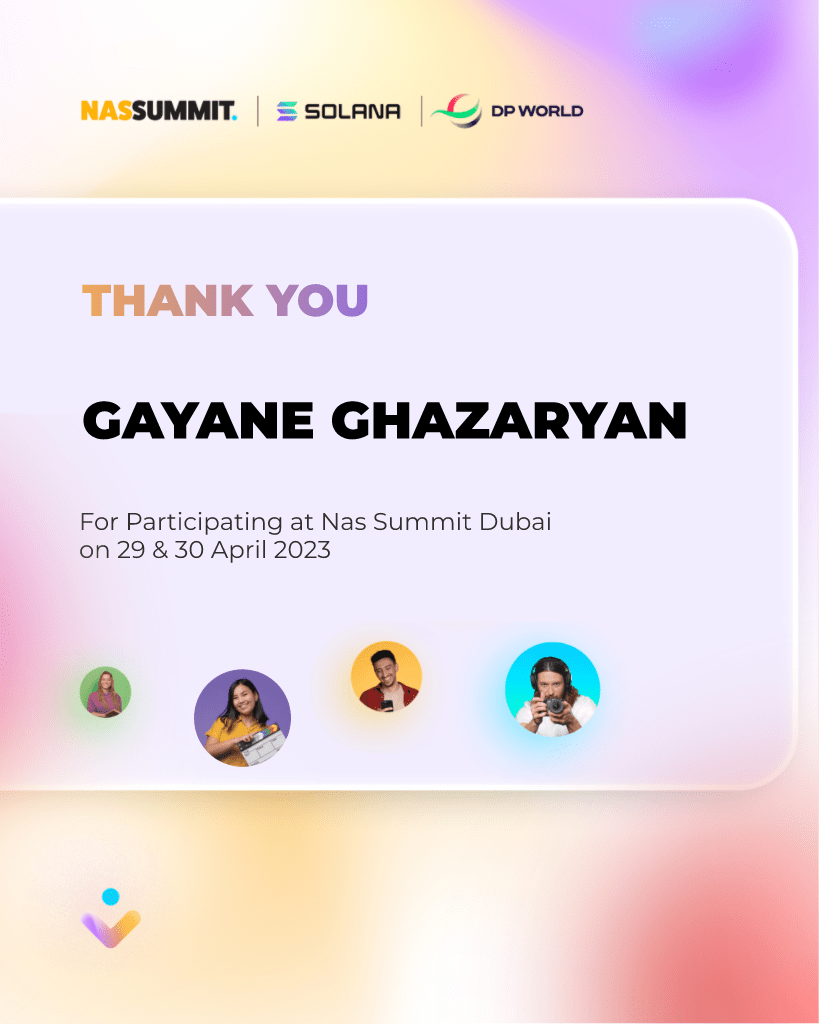 NASSUMMIT. | SOLANA | DP WORLD
THANK YOU
GAYANE GHAZARYAN
For Participating at Nas Summit Dubai
on 29 & 30 April 2023